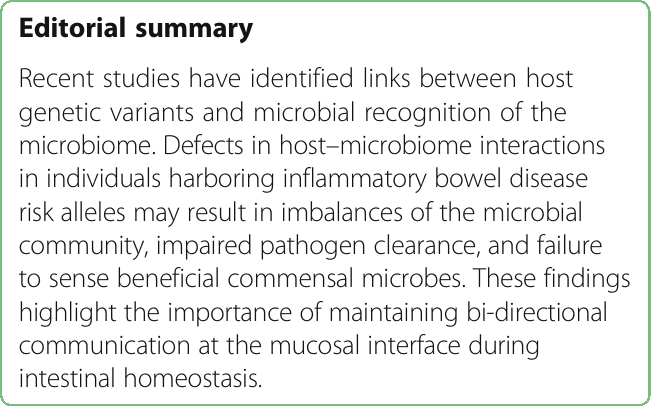 Editorial summary
Recent studies have identified links between host
genetic variants and microbial recognition of the
microbiome. Defects in host–microbiome interactions
in individuals harboring inflammatory bowel disease
risk alleles may result in imbalances of the microbial
community, impaired pathogen clearance, and failure
to sense beneficial commensal microbes. These findings
highlight the importance of maintaining bi-directional
communication at the mucosal interface during
intestinal homeostasis.